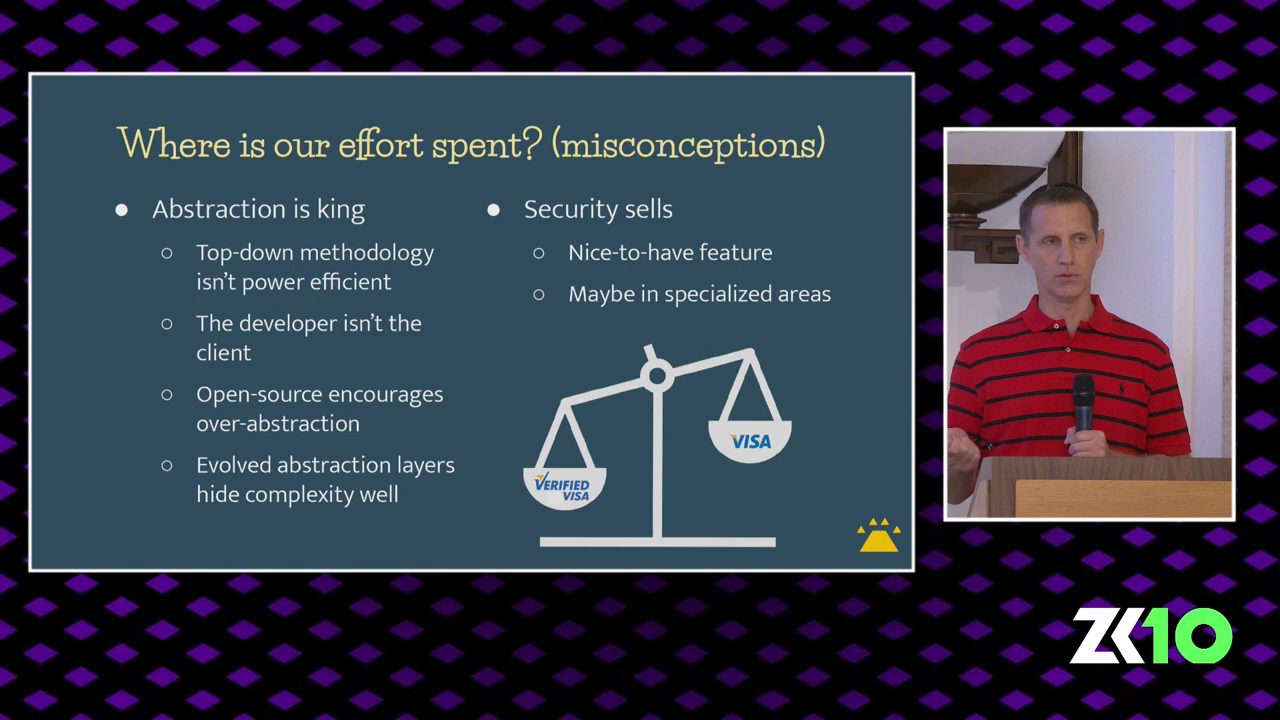 Where is our effort spent? (misconceptions)
● Abstraction is king
○ Top-down methodology
isn't power efficient
○ The developer isn't the
client
○ Open-source encourages
over-abstraction
○ Evolved abstraction layers
hide complexity well
● Security sells
○ Nice-to-have feature
○ Maybe in specialized areas
VERIFIED
VISA
VISA
ZK10